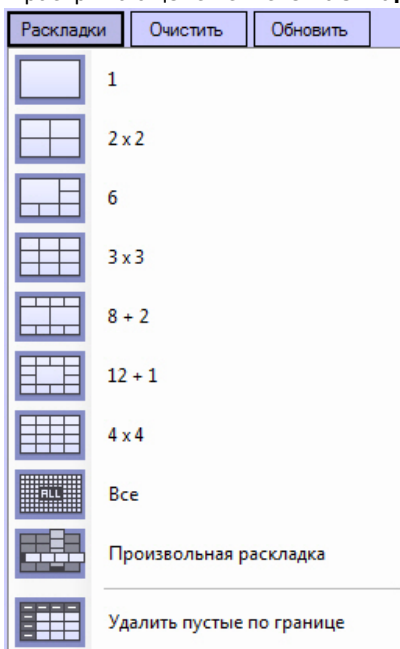 Раскладки Очистить Обновить
1
2 x 2
6
3 x 3
8 + 2
12 + 1
4 x 4
ALL Все
Произвольная раскладка
Удалить пустые по границе